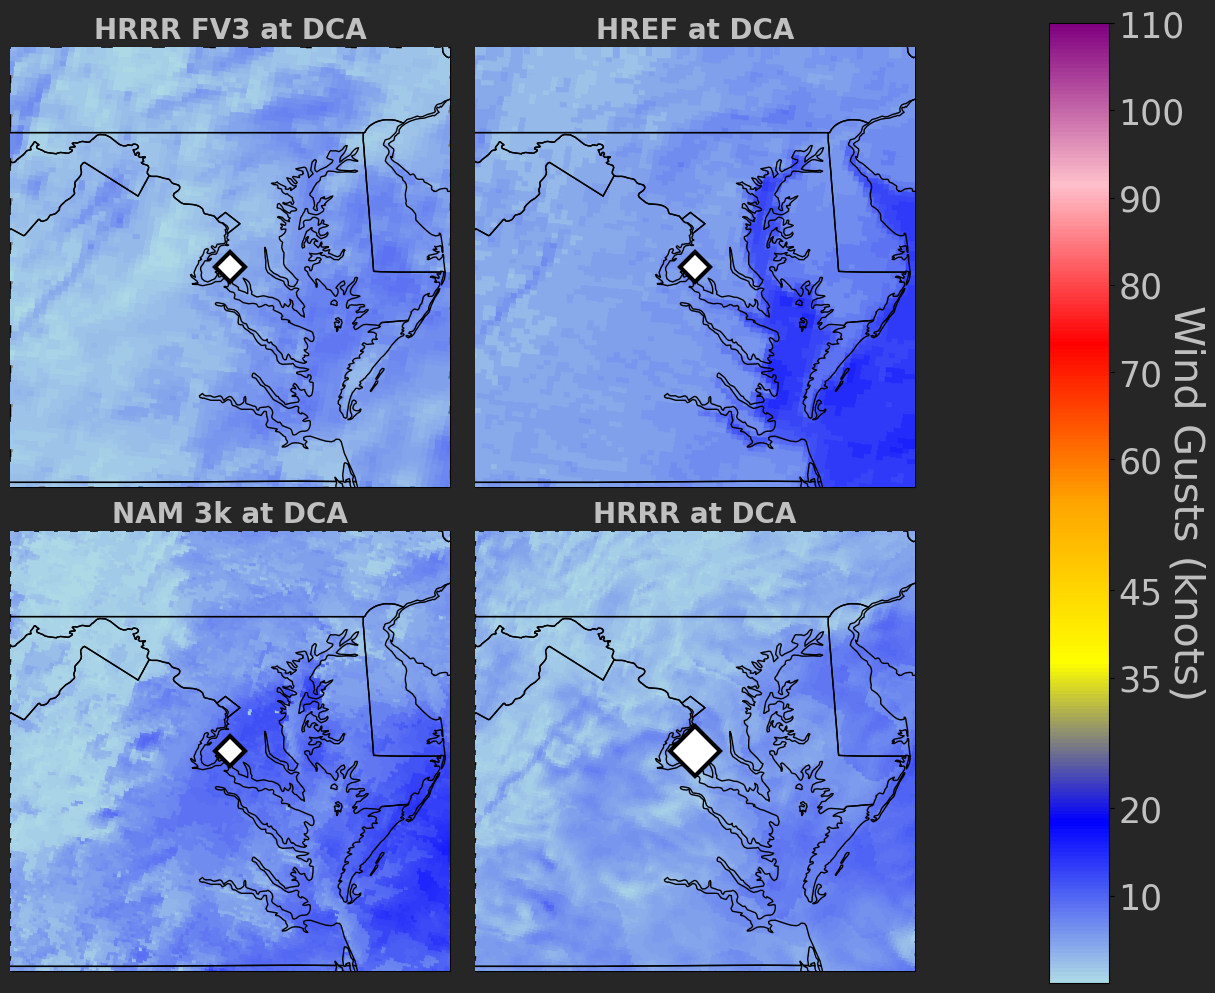 HRRR FV3 at DCA
HREF at DCA
NAM 3k at DCA
HRRR at DCA
110
100
90
80
70
60
45
35
20
10
Wind Gusts (knots)